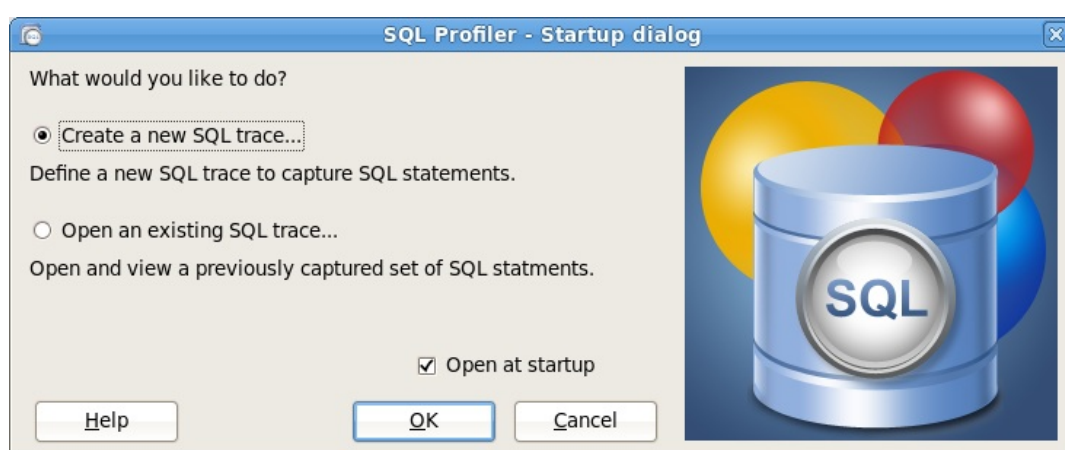 SQL Profiler - Startup dialog
What would you like to do?
Create a new SQL trace...
Define a new SQL trace to capture SQL statements.
Open an existing SQL trace...
Open and view a previously captured set of SQL statments.
Open at startup
Help OK Cancel
SQL